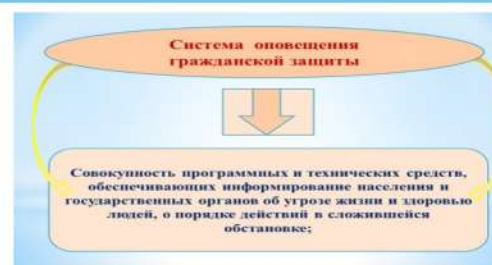 Система оповещения
гражданской защиты
Совокупность программных и технических средств,
обеспечивающих информирование населения и
государственных органов об угрозе жизни и здоровью
людей, о порядке действий в сложившейся
обстановке;